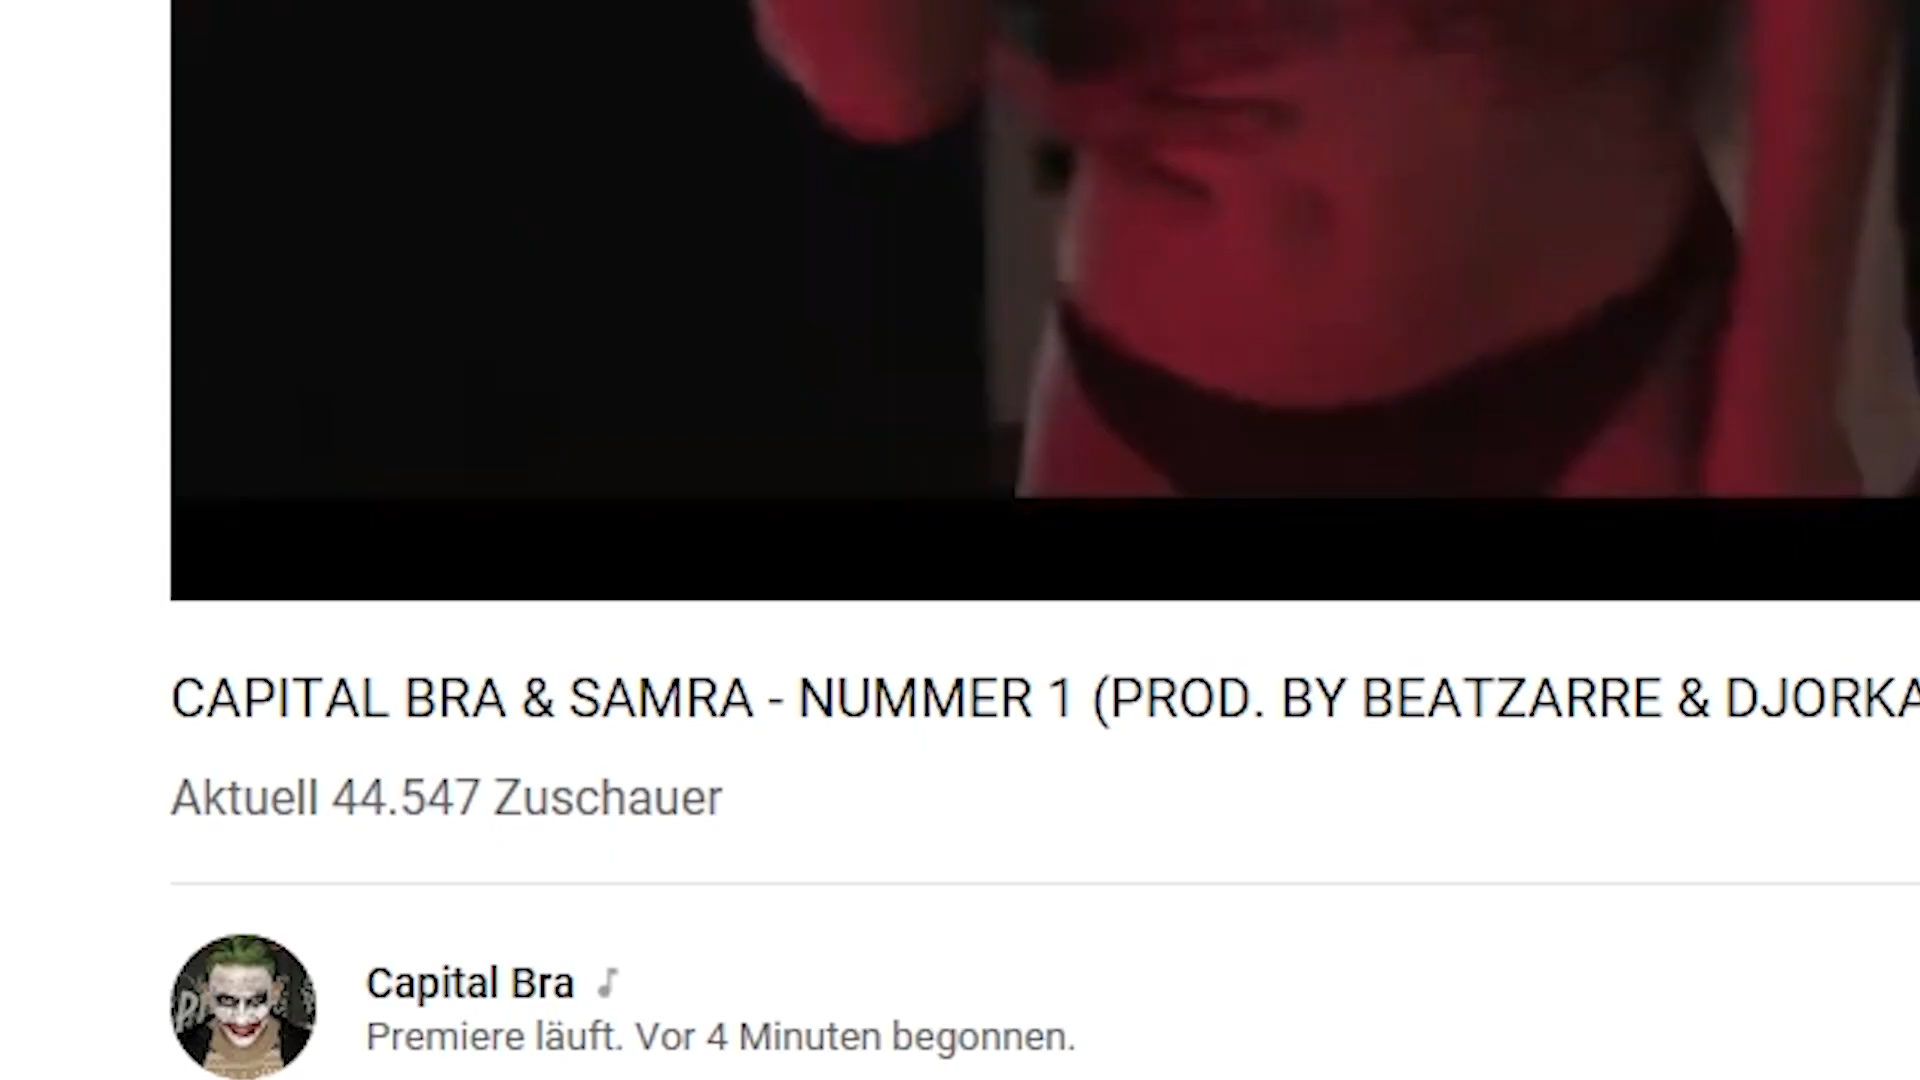 CAPITAL BRA & SAMRA - NUMMER 1 (PROD. BY BEATZARRE & DJORKA
Aktuell 44.547 Zuschauer
Capital Bra
Premiere läuft. Vor 4 Minuten begonnen.